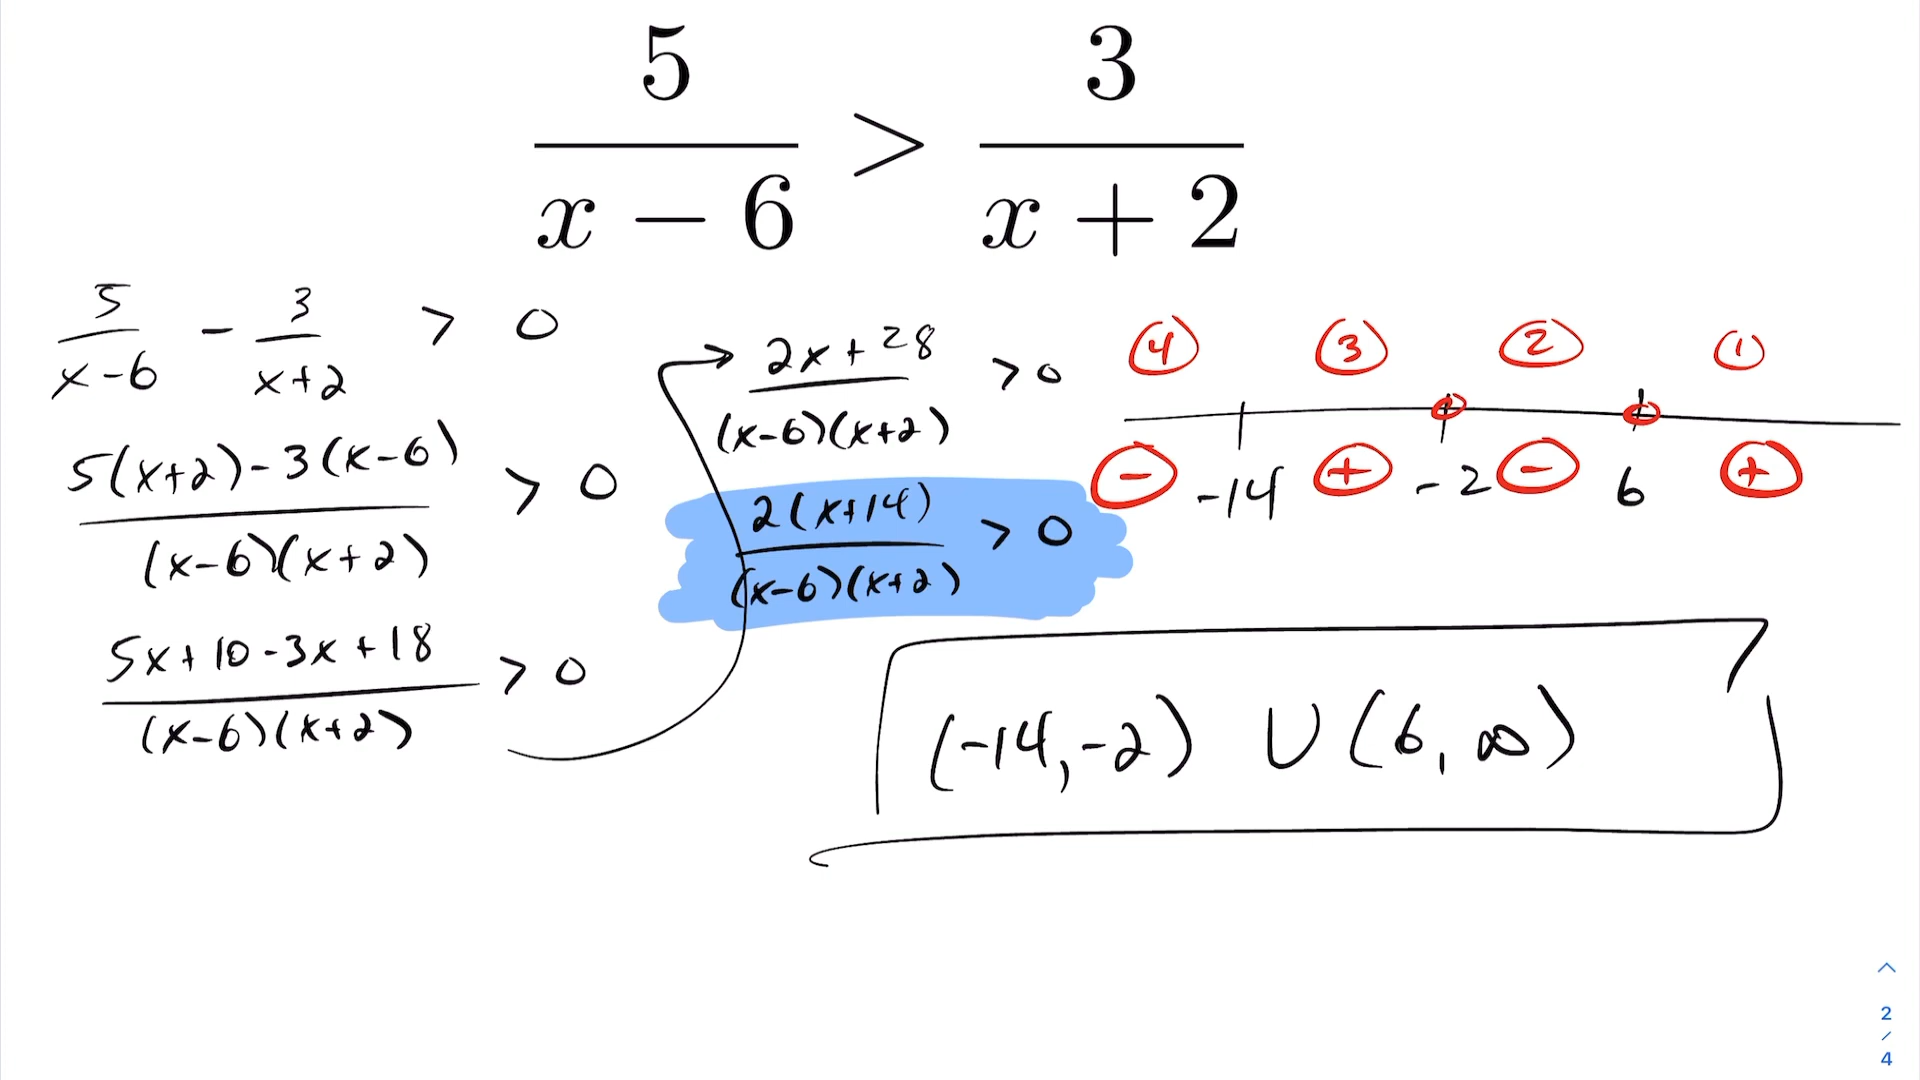 5/(x − 6) > 3/(x + 2)
5/(x-6) - 3/(x+2) > 0
(5(x+2)-3(x-6))/((x-6)(x+2)) > 0
(5x+10-3x+18)/((x-6)(x+2)) > 0
→ (2x+28)/((x-6)(x+2)) >0
2(x+14)/((x-6)(x+2)) > 0
④ ③ ② ①
- -14 + -2 - 6 +
(-14,-2) ∪ (6,∞)
2
/
4